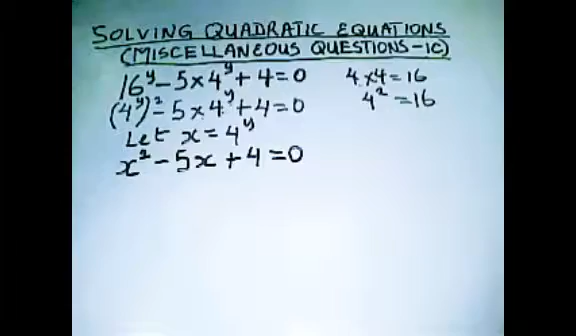 SOLVING QUADRATIC EQUATIONS
(MISCELLANEOUS QUESTIONS-1C)
16^y - 5×4^y + 4 = 0
4×4=16
(4^y)^2 - 5×4^y + 4 = 0
4^2 = 16
Let x = 4^y
x^2 - 5x + 4 = 0